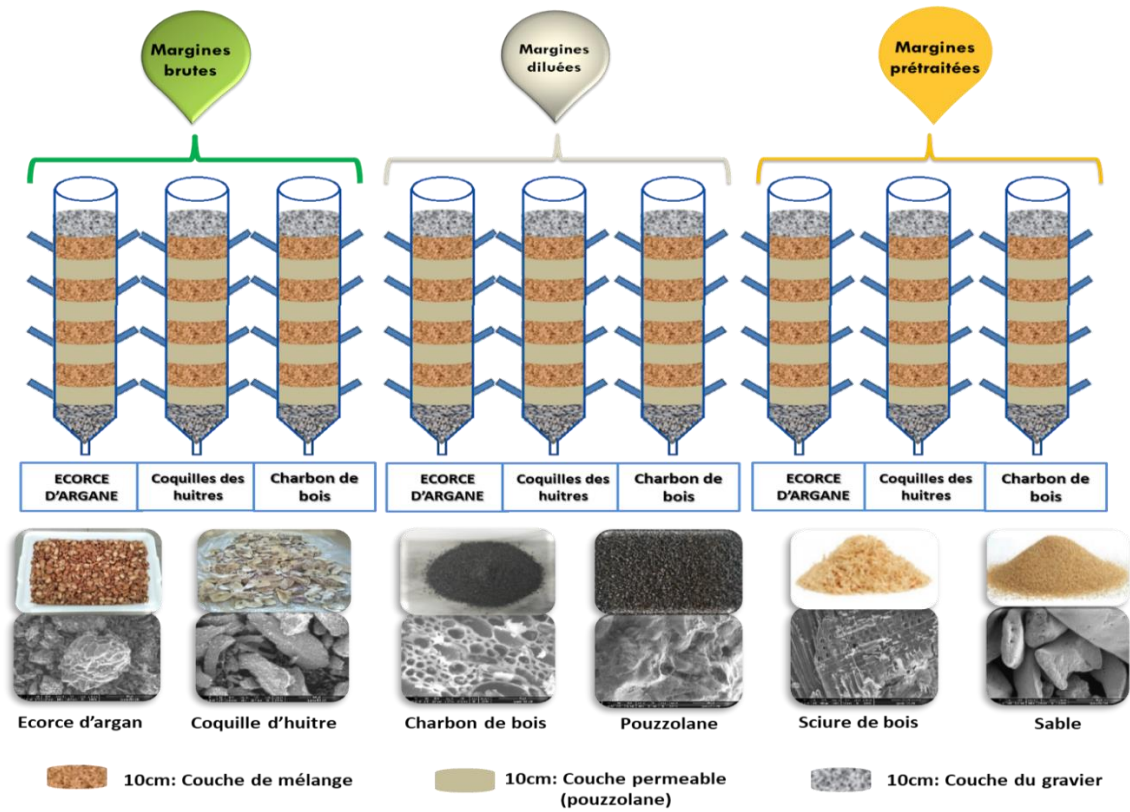 Margines
brutes
Margines
diluées
Margines
prétraitées
ECORCE
D'ARGANE
Coquilles des
huitres
Charbon de
bois
ECORCE
D'ARGANE
Coquilles des
huitres
Charbon de
bois
ECORCE
D'ARGANE
Coquilles des
huitres
Charbon de
bois
Ecorce d'argan
Coquille d'huitre
Charbon de bois
Pouzzolane
Sciure de bois
Sable
10cm: Couche de mélange
10cm: Couche permeable
(pouzzolane)
10cm: Couche du gravier